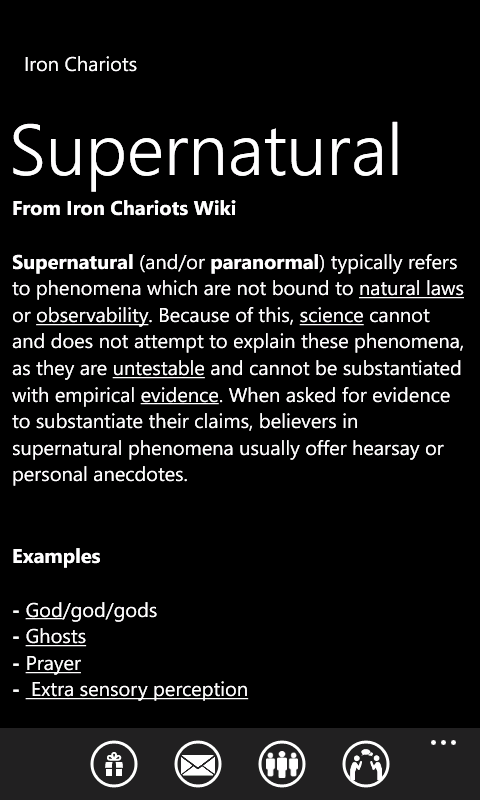 Iron Chariots
Supernatural
From Iron Chariots Wiki
Supernatural (and/or paranormal) typically refers
to phenomena which are not bound to natural laws
or observability. Because of this, science cannot
and does not attempt to explain these phenomena,
as they are untestable and cannot be substantiated
with empirical evidence. When asked for evidence
to substantiate their claims, believers in
supernatural phenomena usually offer hearsay or
personal anecdotes.
Examples
- God/god/gods
- Ghosts
- Prayer
- Extra sensory perception